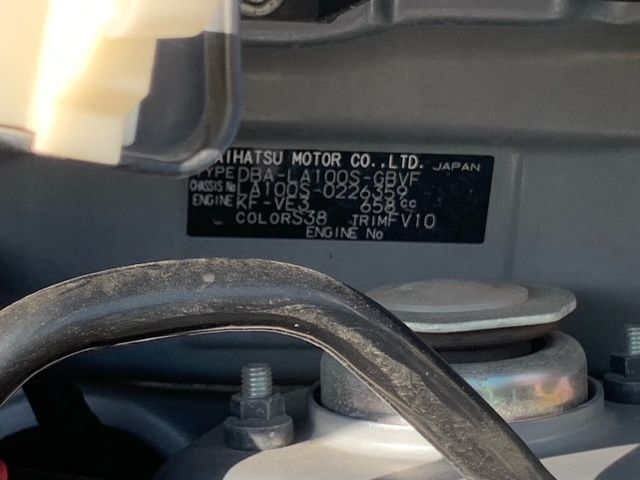 DAIHATSU MOTOR CO.,LTD. JAPAN
TYPE DBA-LA100S-GBVF
CHASSIS No LA100S-0226359
ENGINE KF-VE3 658cc
COLOR S38 TRIM FV10
ENGINE No